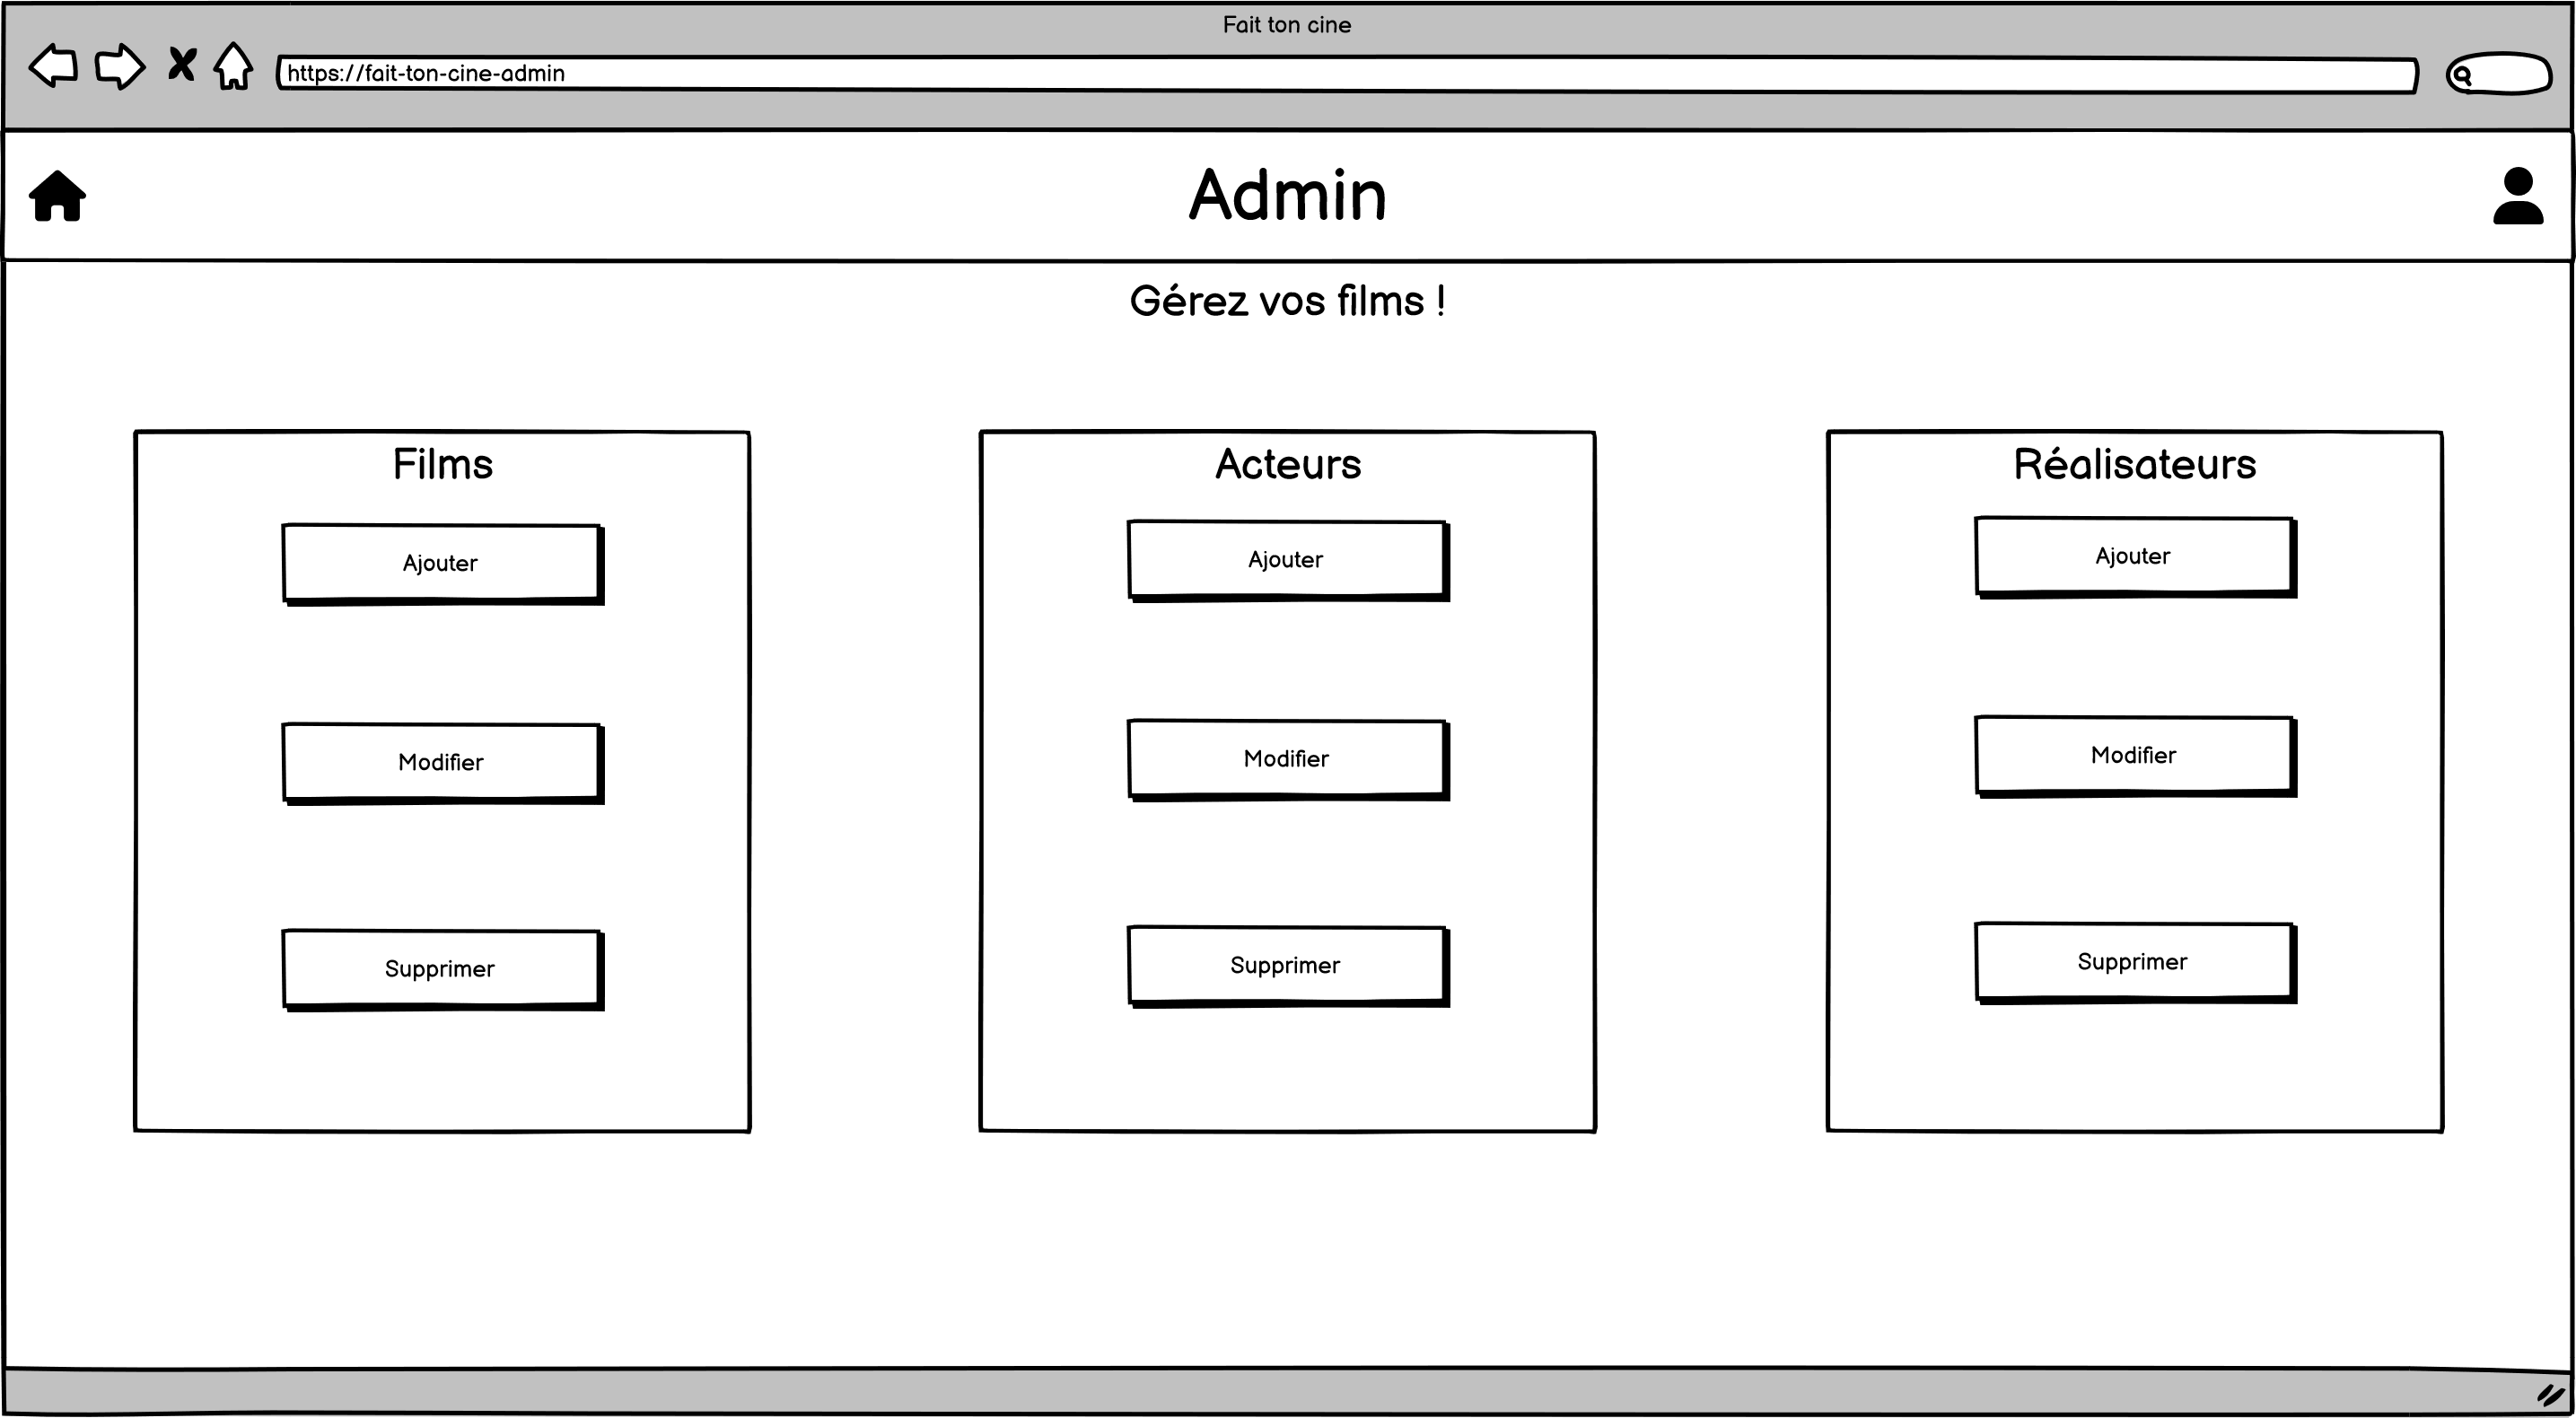 Fait ton cine
https://fait-ton-cine-admin
Admin
Gérez vos films !
Films
Ajouter
Modifier
Supprimer
Acteurs
Ajouter
Modifier
Supprimer
Réalisateurs
Ajouter
Modifier
Supprimer